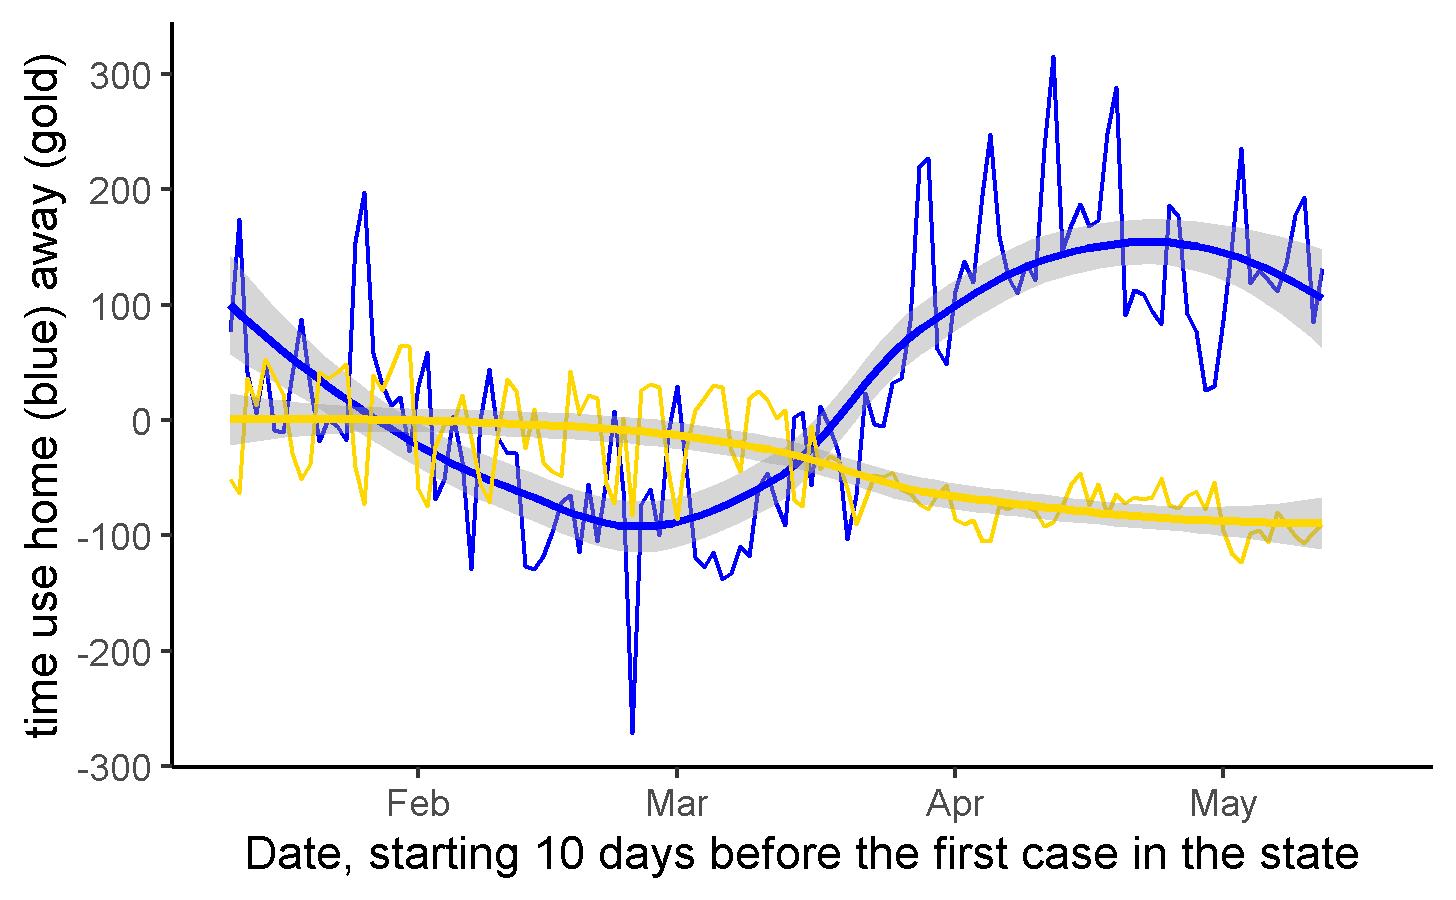 time use home (blue) away (gold)
300
200
100
0
-100
-200
-300
Feb Mar Apr May
Date, starting 10 days before the first case in the state